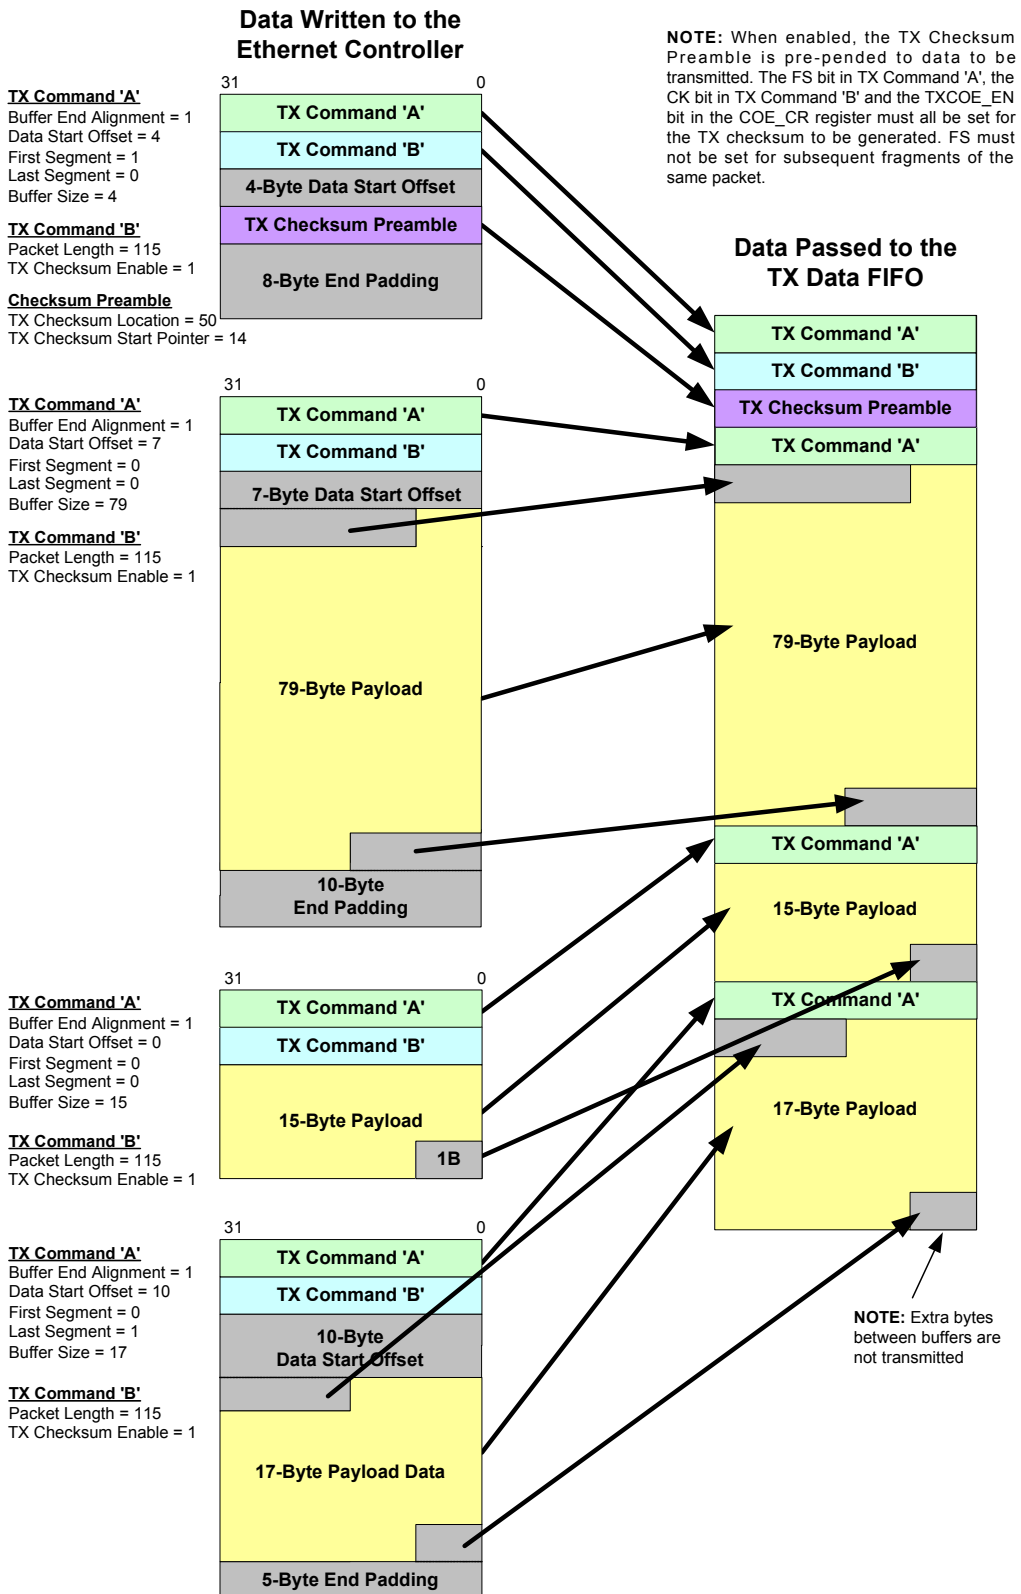 Data Written to the
Ethernet Controller
NOTE: When enabled, the TX Checksum
Preamble is pre-pended to data to be
transmitted. The FS bit in TX Command 'A', the
CK bit in TX Command 'B' and the TXCOE_EN
bit in the COE_CR register must all be set for
the TX checksum to be generated. FS must
not be set for subsequent fragments of the
same packet.
31 0
TX Command 'A'
Buffer End Alignment = 1
Data Start Offset = 4
First Segment = 1
Last Segment = 0
Buffer Size = 4
TX Command 'B'
Packet Length = 115
TX Checksum Enable = 1
Checksum Preamble
TX Checksum Location = 50
TX Checksum Start Pointer = 14
TX Command 'A'
TX Command 'B'
4-Byte Data Start Offset
TX Checksum Preamble
8-Byte End Padding
Data Passed to the
TX Data FIFO
TX Command 'A'
TX Command 'B'
TX Checksum Preamble
TX Command 'A'
79-Byte Payload
TX Command 'A'
15-Byte Payload
TX Command 'A'
17-Byte Payload
NOTE: Extra bytes
between buffers are
not transmitted
31 0
TX Command 'A'
Buffer End Alignment = 1
Data Start Offset = 7
First Segment = 0
Last Segment = 0
Buffer Size = 79
TX Command 'B'
Packet Length = 115
TX Checksum Enable = 1
TX Command 'A'
TX Command 'B'
7-Byte Data Start Offset
79-Byte Payload
10-Byte
End Padding
31 0
TX Command 'A'
Buffer End Alignment = 1
Data Start Offset = 0
First Segment = 0
Last Segment = 0
Buffer Size = 15
TX Command 'B'
Packet Length = 115
TX Checksum Enable = 1
TX Command 'A'
TX Command 'B'
15-Byte Payload
1B
31 0
TX Command 'A'
Buffer End Alignment = 1
Data Start Offset = 10
First Segment = 0
Last Segment = 1
Buffer Size = 17
TX Command 'B'
Packet Length = 115
TX Checksum Enable = 1
TX Command 'A'
TX Command 'B'
10-Byte
Data Start Offset
17-Byte Payload Data
5-Byte End Padding